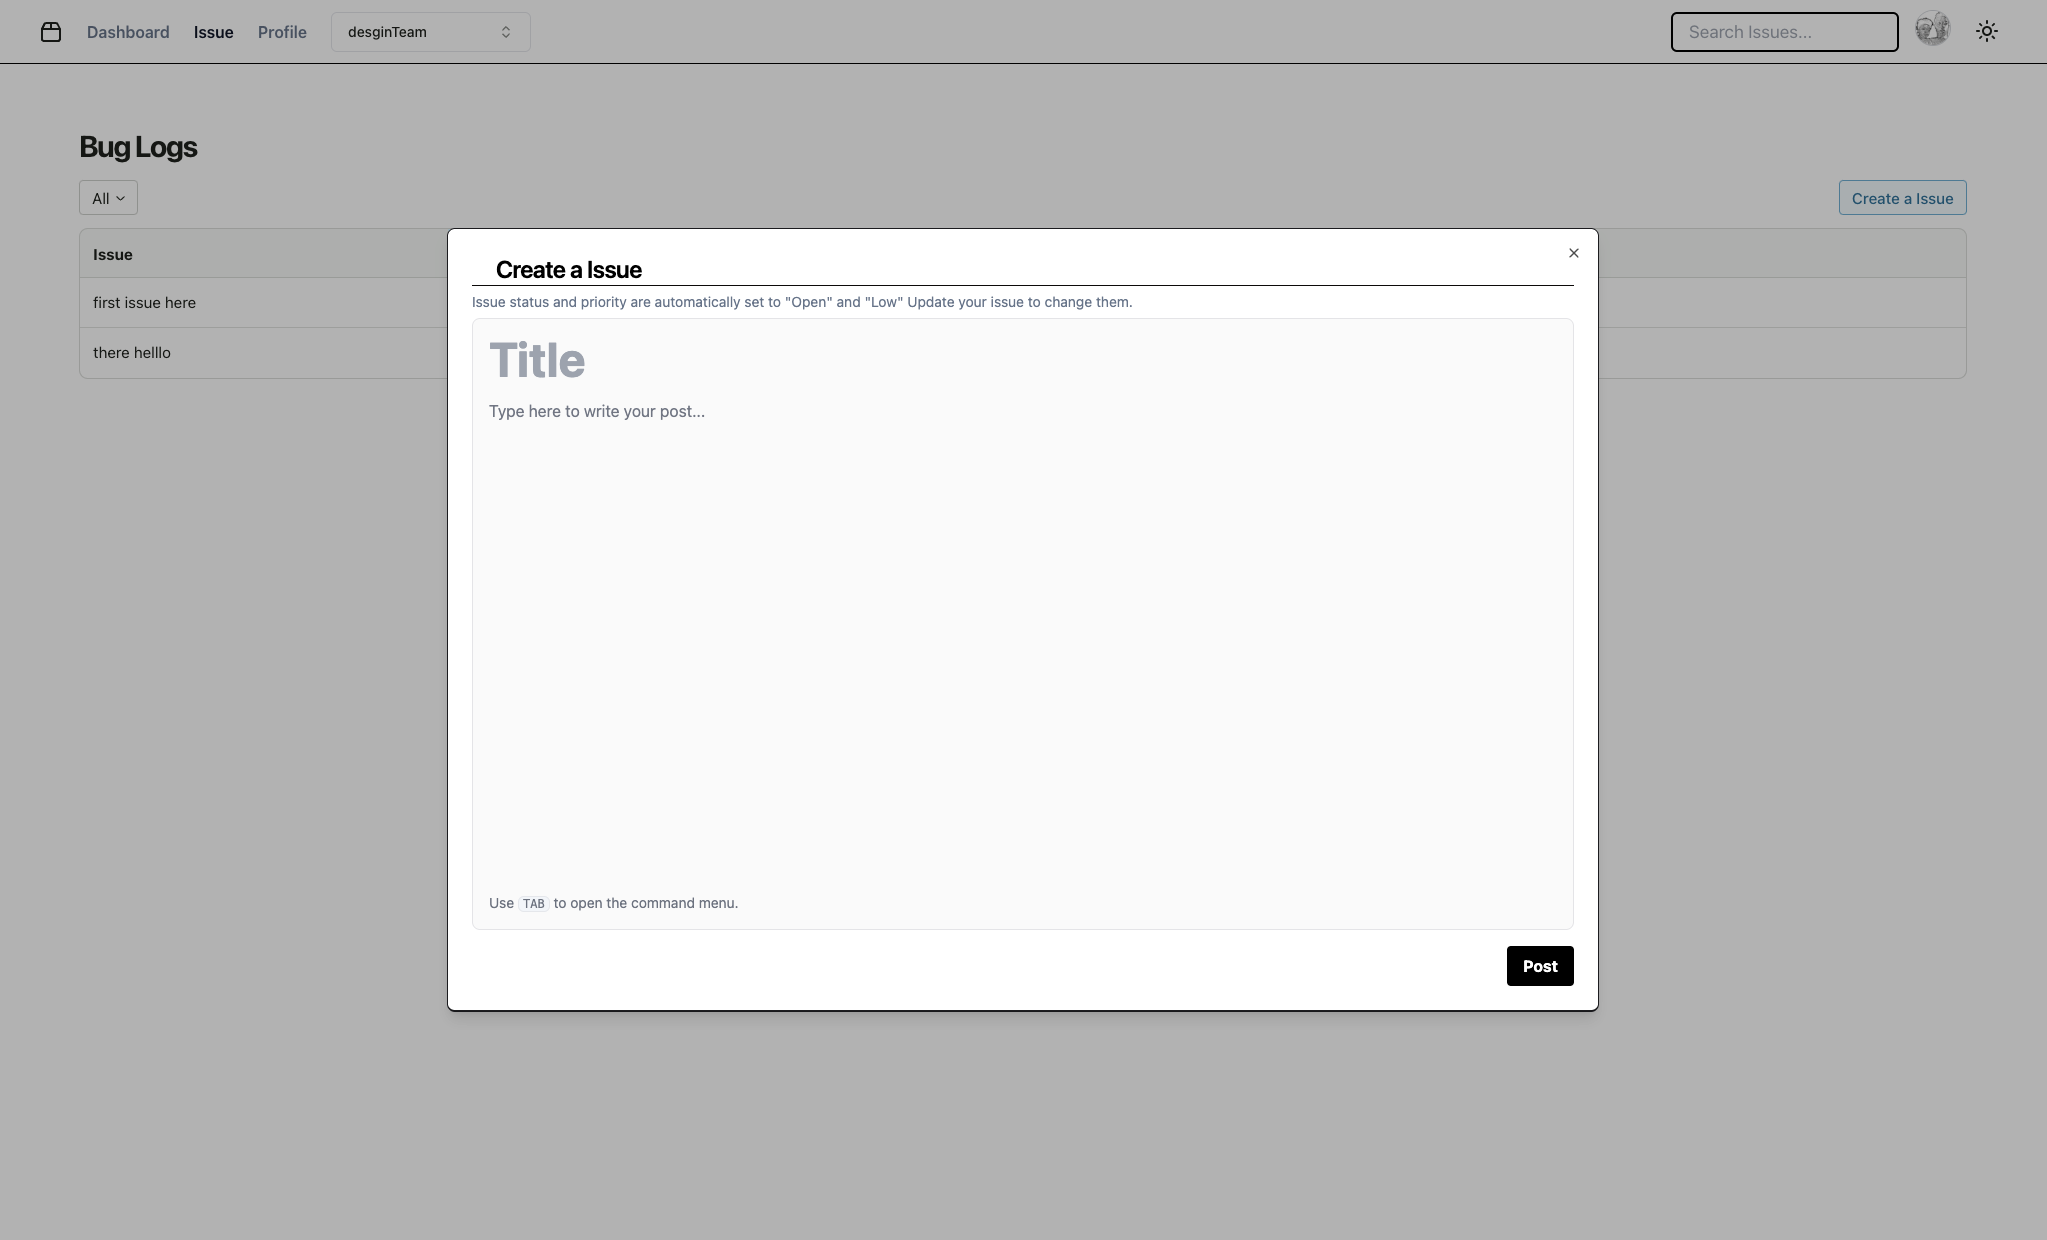 Dashboard Issue Profile desginTeam Search Issues...
Bug Logs
All Create a Issue
Issue
first issue here
there helllo
Create a Issue
Issue status and priority are automatically set to "Open" and "Low" Update your issue to change them.
Title
Type here to write your post...
Use TAB to open the command menu.
Post